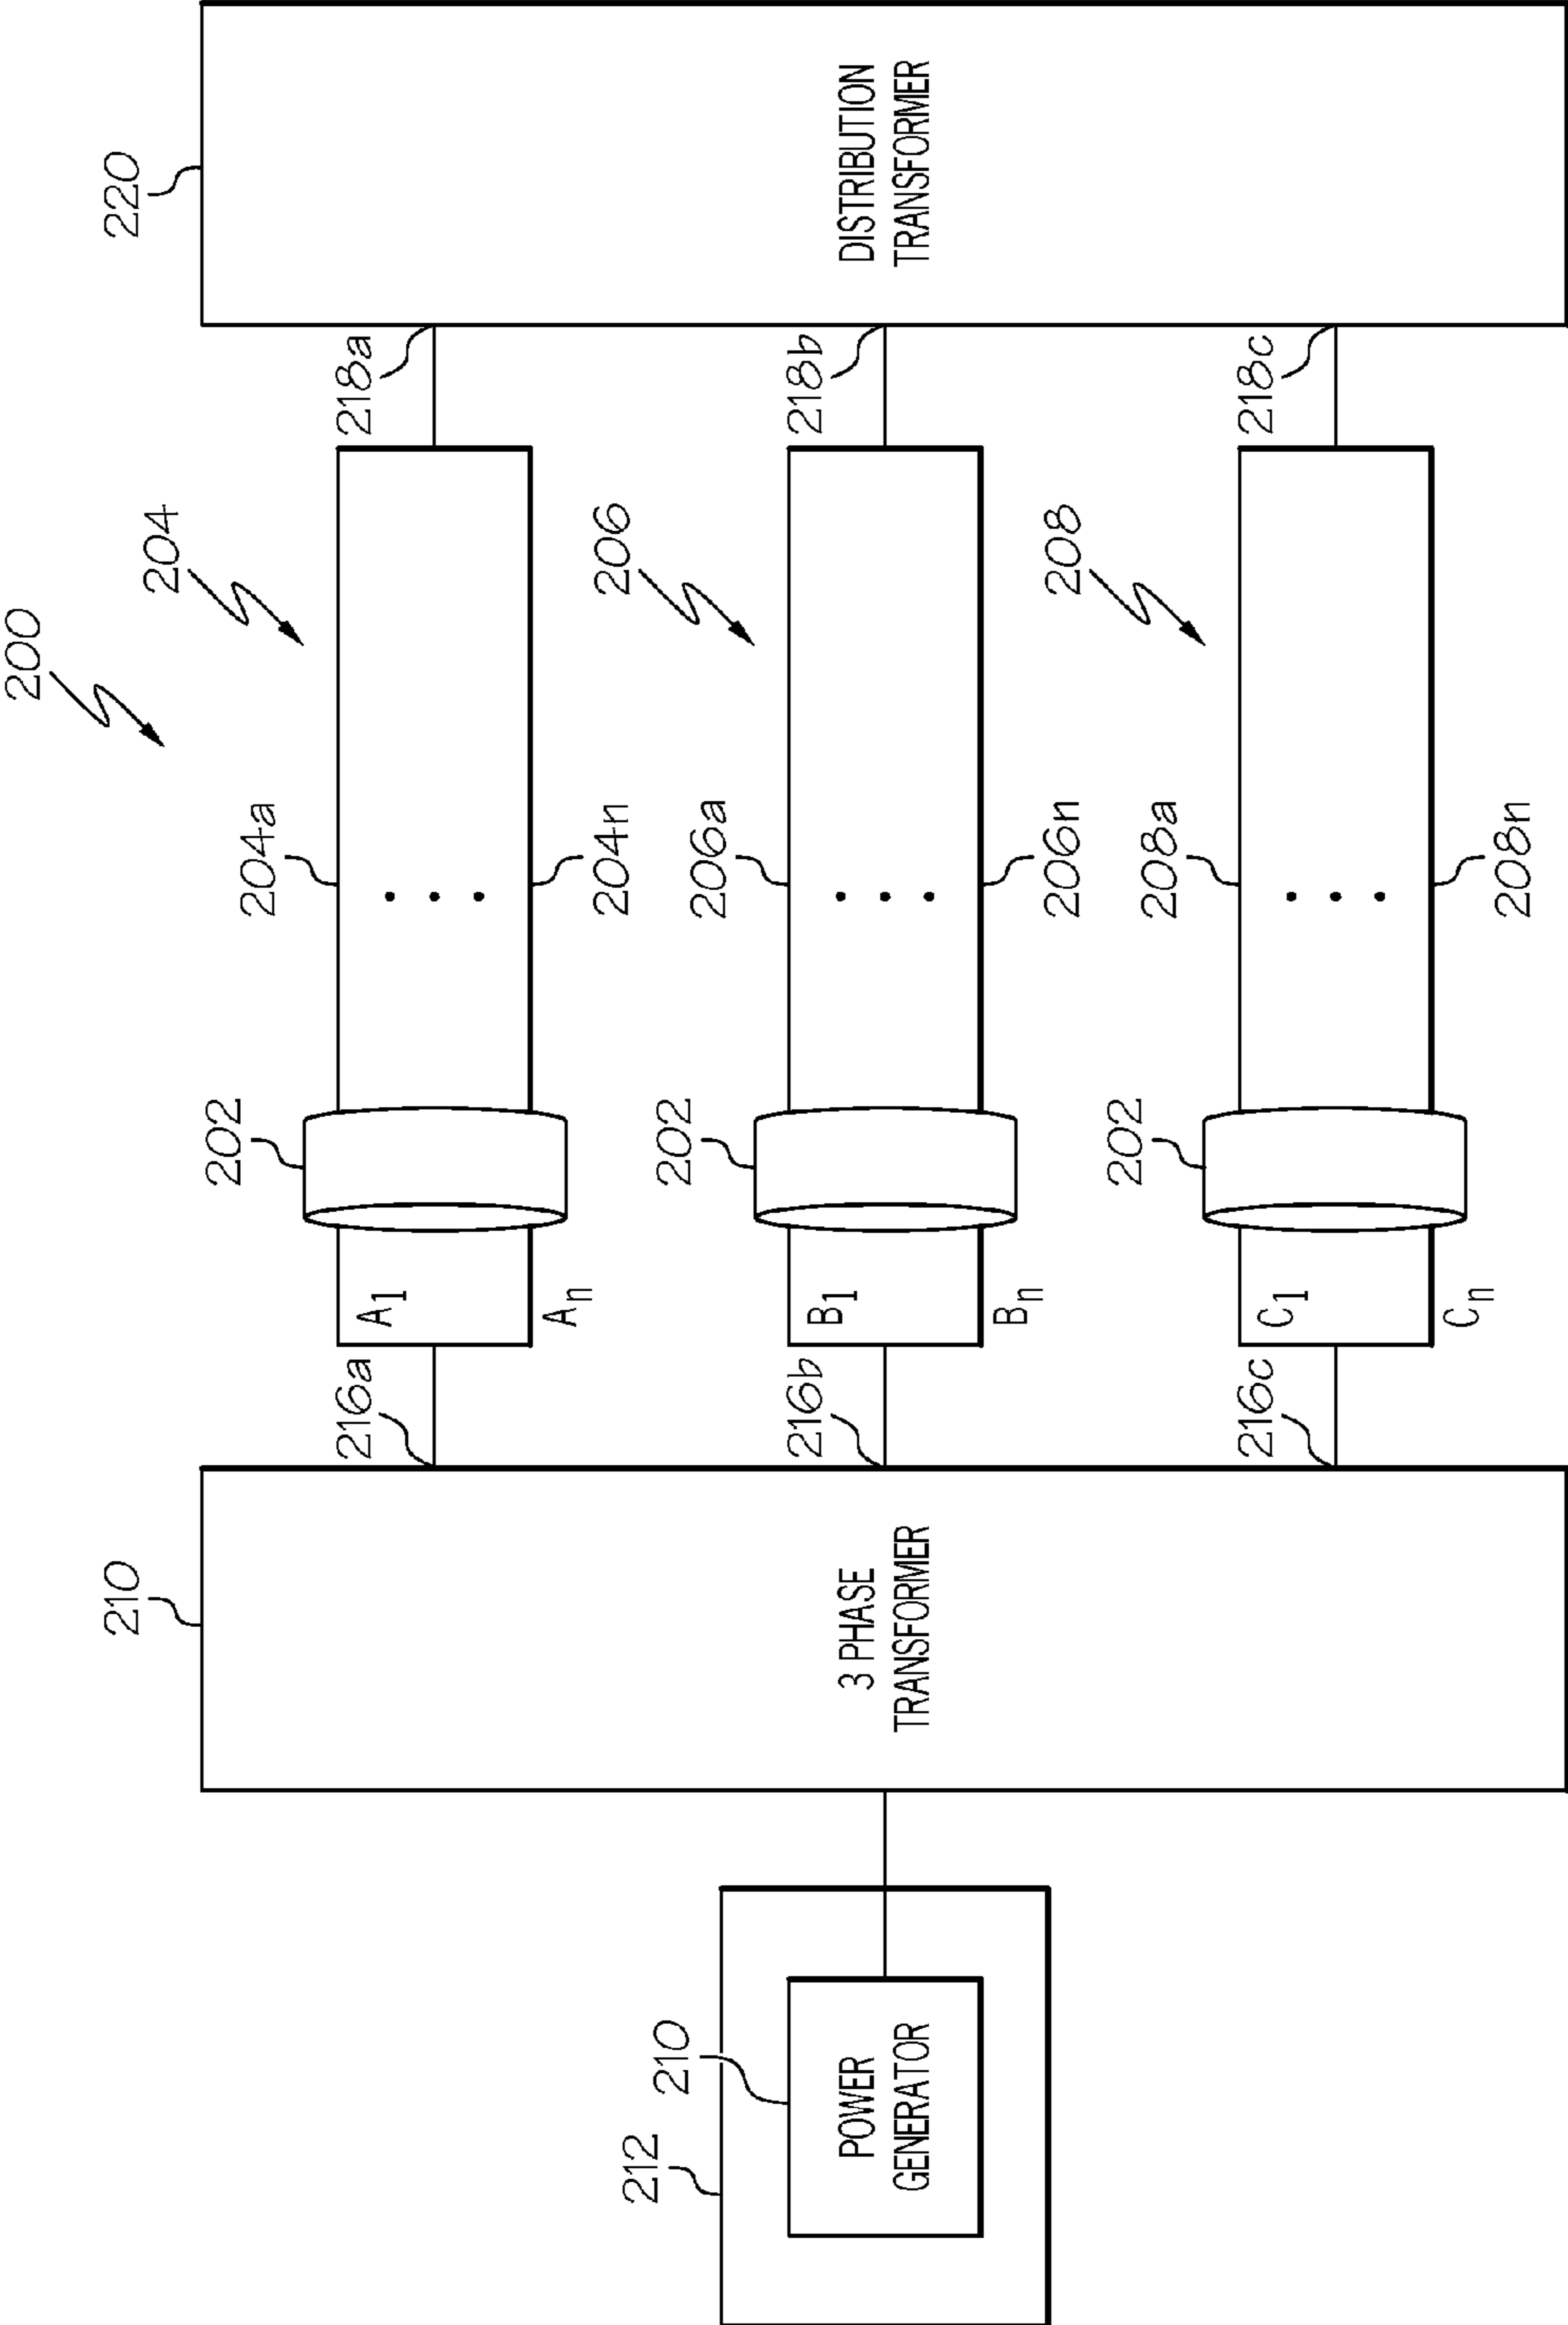 200
204
206
208
220
204a
204n
206a
206n
208a
208n
202
202
202
A1
An
B1
Bn
C1
Cn
216a
216b
216c
218a
218b
218c
210
3 PHASE
TRANSFORMER
DISTRIBUTION
TRANSFORMER
212
210
POWER
GENERATOR